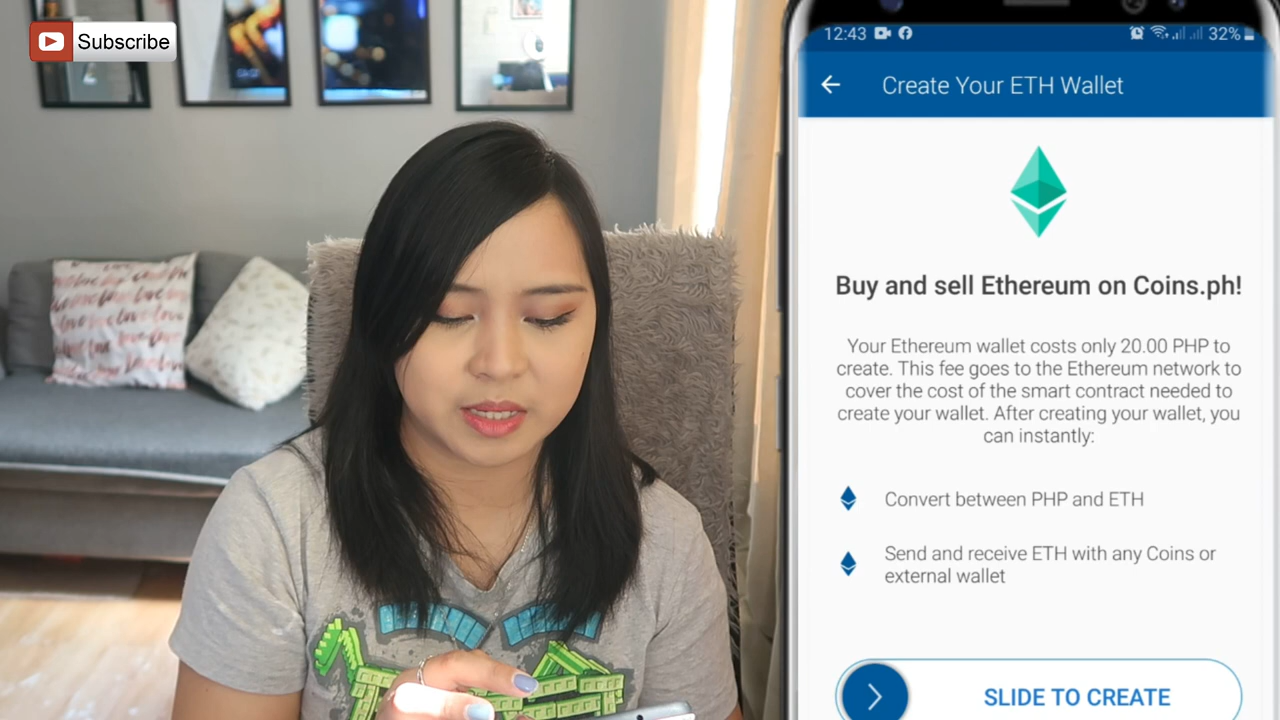 Subscribe
12:43
32%
Create Your ETH Wallet
Buy and sell Ethereum on Coins.ph!
Your Ethereum wallet costs only 20.00 PHP to
create. This fee goes to the Ethereum network to
cover the cost of the smart contract needed to
create your wallet. After creating your wallet, you
can instantly:
Convert between PHP and ETH
Send and receive ETH with any Coins or
external wallet
SLIDE TO CREATE